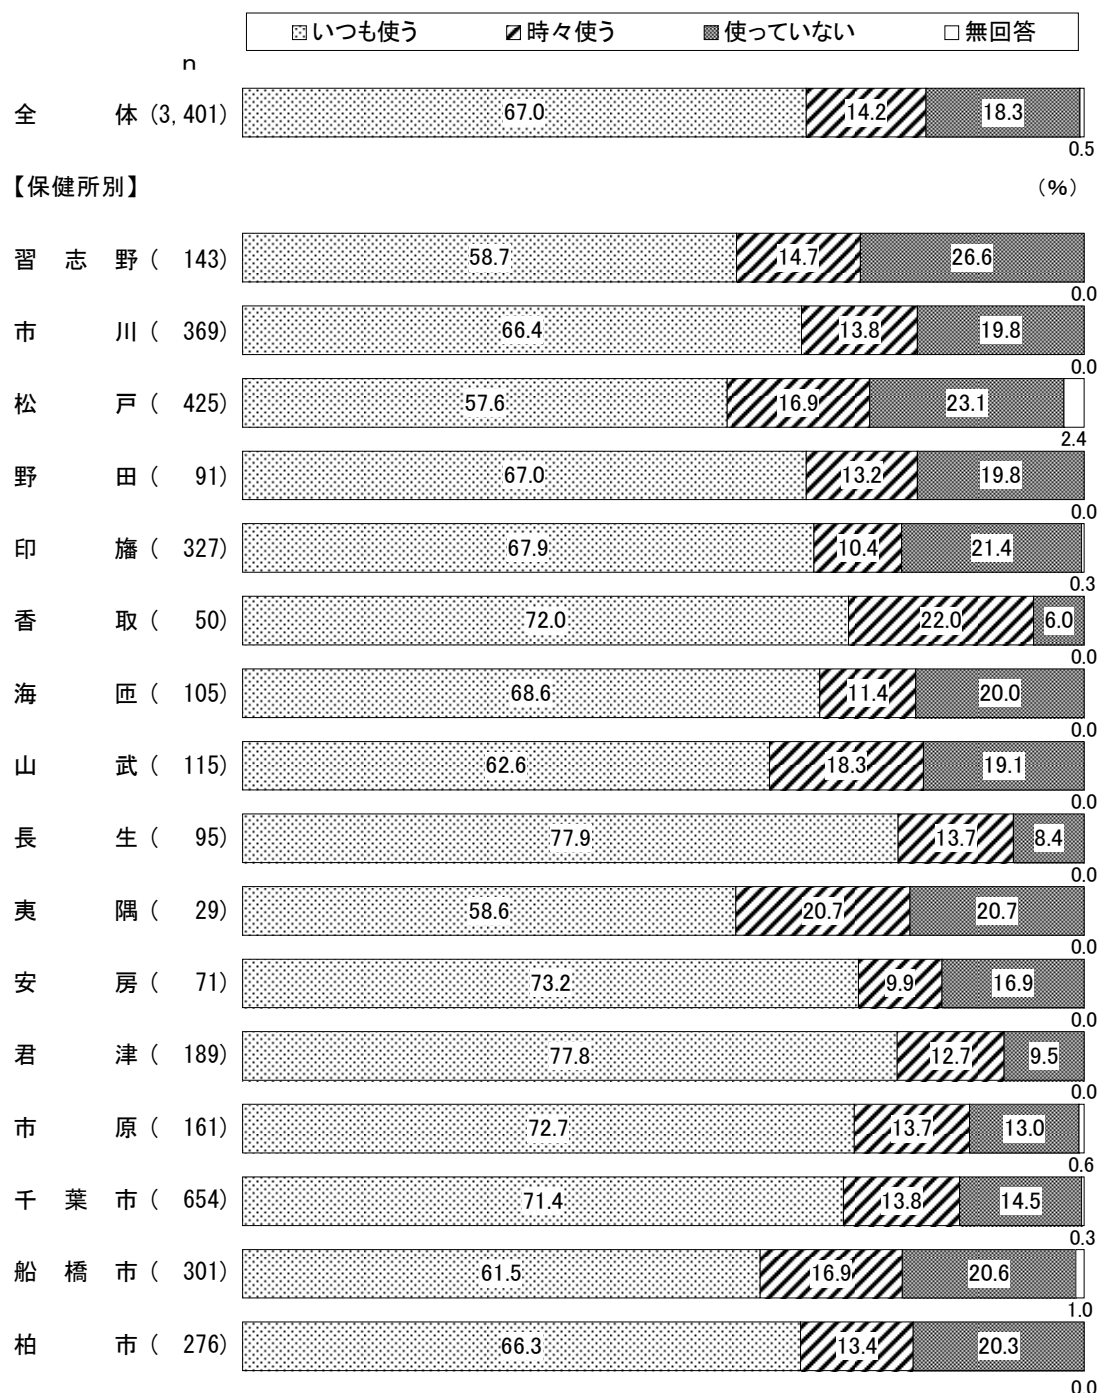 いつも使う 時々使う 使っていない 無回答
n
全体(3,401) 67.0 14.2 18.3
0.5
【保健所別】 (%)
習志野( 143) 58.7 14.7 26.6
0.0
市川( 369) 66.4 13.8 19.8
0.0
松戸( 425) 57.6 16.9 23.1
2.4
野田( 91) 67.0 13.2 19.8
0.0
印旛( 327) 67.9 10.4 21.4
0.3
香取( 50) 72.0 22.0 6.0
0.0
海匝( 105) 68.6 11.4 20.0
0.0
山武( 115) 62.6 18.3 19.1
0.0
長生( 95) 77.9 13.7 8.4
0.0
夷隅( 29) 58.6 20.7 20.7
0.0
安房( 71) 73.2 9.9 16.9
0.0
君津( 189) 77.8 12.7 9.5
0.0
市原( 161) 72.7 13.7 13.0
0.6
千葉市( 654) 71.4 13.8 14.5
0.3
船橋市( 301) 61.5 16.9 20.6
1.0
柏市( 276) 66.3 13.4 20.3
0.0